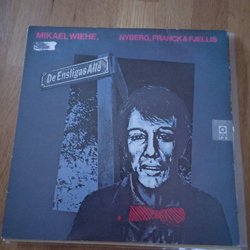 MIKAEL WIEHE,
NYBERG, FRANCK & FJELLIS
De Ensligas Allé